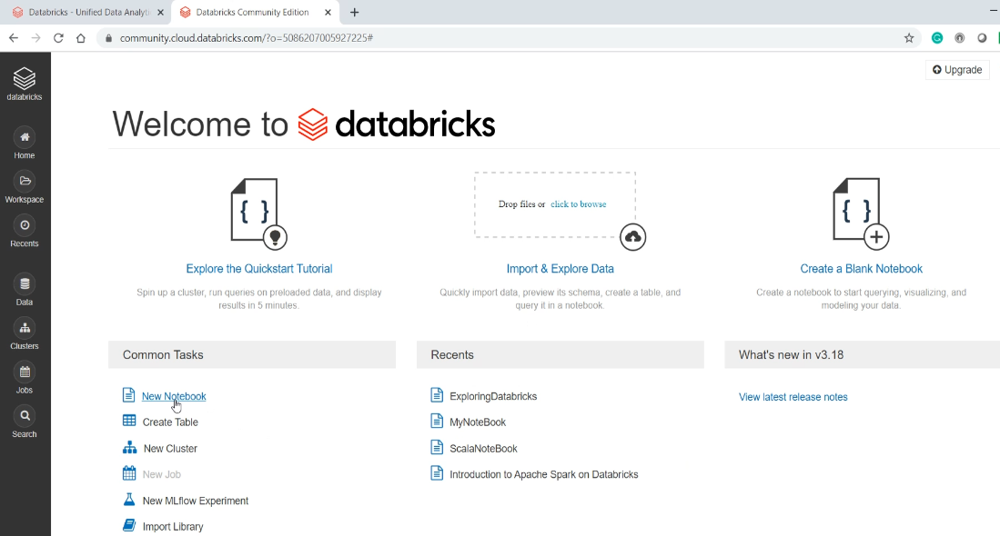 Databricks - Unified Data Analyti
Databricks Community Edition
community.cloud.databricks.com/?o=5086207005927225#
databricks
Home
Workspace
Recents
Data
Clusters
Jobs
Search
Upgrade
Welcome to databricks
{ }
Explore the Quickstart Tutorial
Spin up a cluster, run queries on preloaded data, and display
results in 5 minutes.
Drop files or click to browse
Import & Explore Data
Quickly import data, preview its schema, create a table, and
query it in a notebook.
{ }
Create a Blank Notebook
Create a notebook to start querying, visualizing, and
modeling your data.
Common Tasks
New Notebook
Create Table
New Cluster
New Job
New MLflow Experiment
Import Library
Recents
ExploringDatabricks
MyNoteBook
ScalaNoteBook
Introduction to Apache Spark on Databricks
What's new in v3.18
View latest release notes